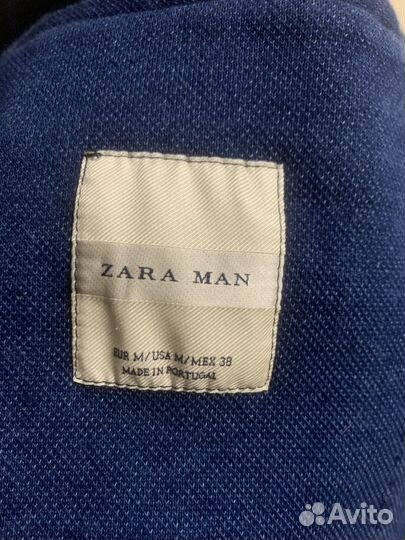 ZARA MAN
EUR M/USA M/MEX 38
MADE IN PORTUGAL
Avito